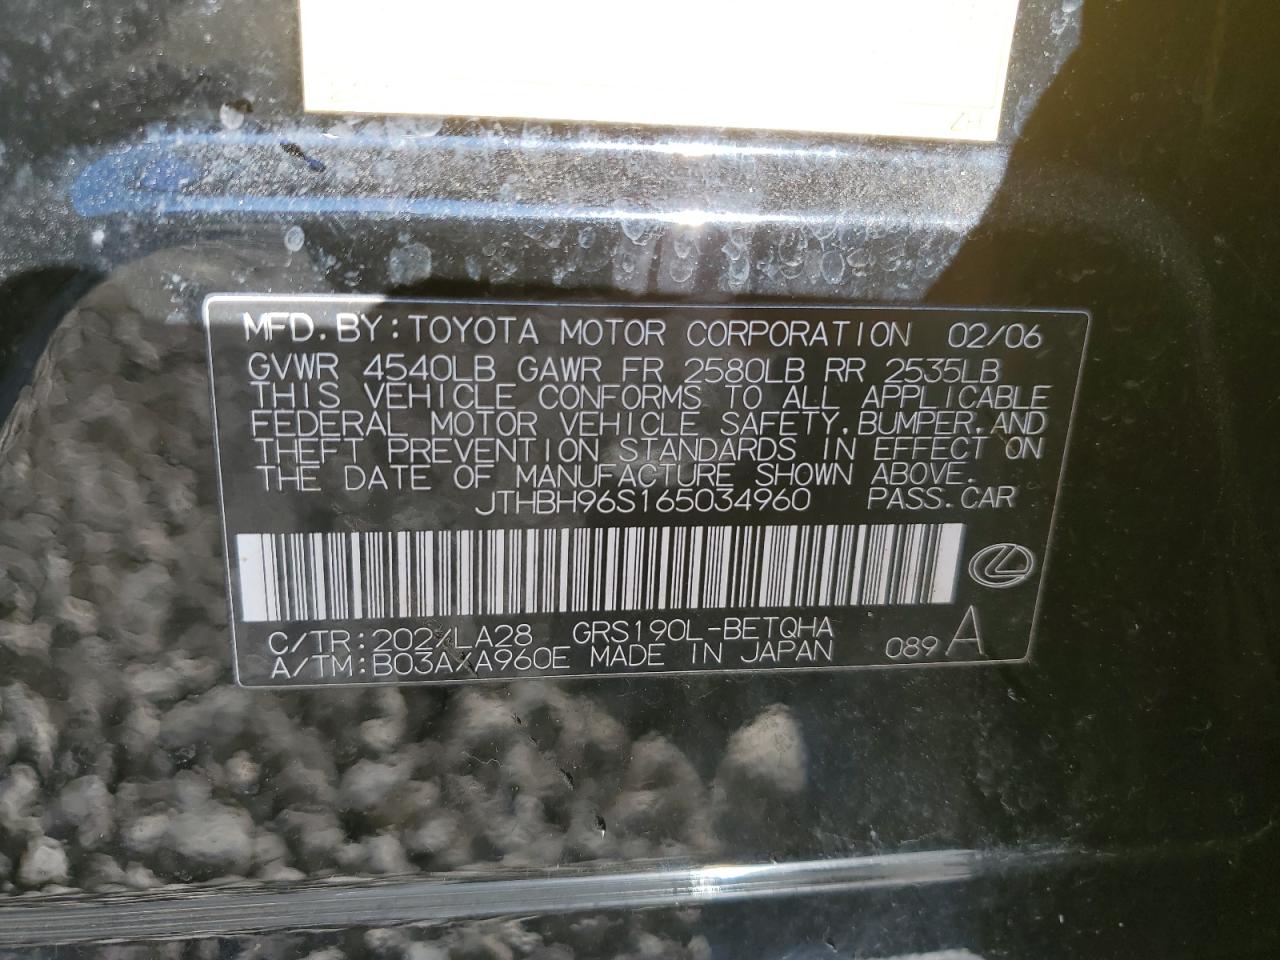 MFD.BY:TOYOTA MOTOR CORPORATION 02/06
GVWR 4540LB GAWR FR 2580LB RR 2535LB
THIS VEHICLE CONFORMS TO ALL APPLICABLE
FEDERAL MOTOR VEHICLE SAFETY,BUMPER,AND
THEFT PREVENTION STANDARDS IN EFFECT ON
THE DATE OF MANUFACTURE SHOWN ABOVE.
JTHBH96S165034960 PASS.CAR
C/TR:202/LA28 GRS190L-BETQHA
A/TM:B03A/A960E MADE IN JAPAN 089 A